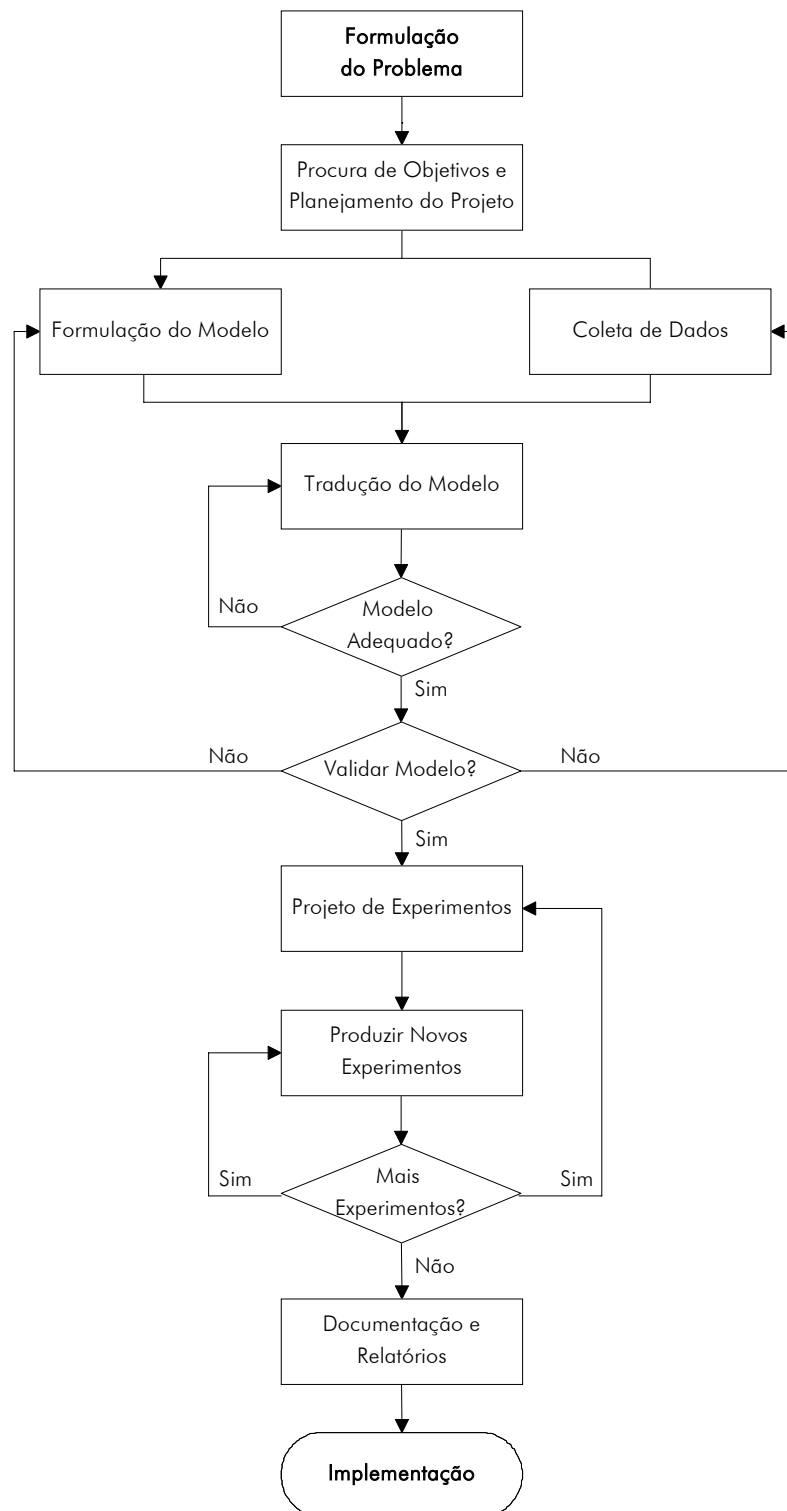 Formulação
do Problema
Procura de Objetivos e
Planejamento do Projeto
Formulação do Modelo
Coleta de Dados
Tradução do Modelo
Não
Modelo
Adequado?
Sim
Não
Validar Modelo?
Não
Sim
Projeto de Experimentos
Produzir Novos
Experimentos
Sim
Mais
Experimentos?
Sim
Não
Documentação e
Relatórios
Implementação